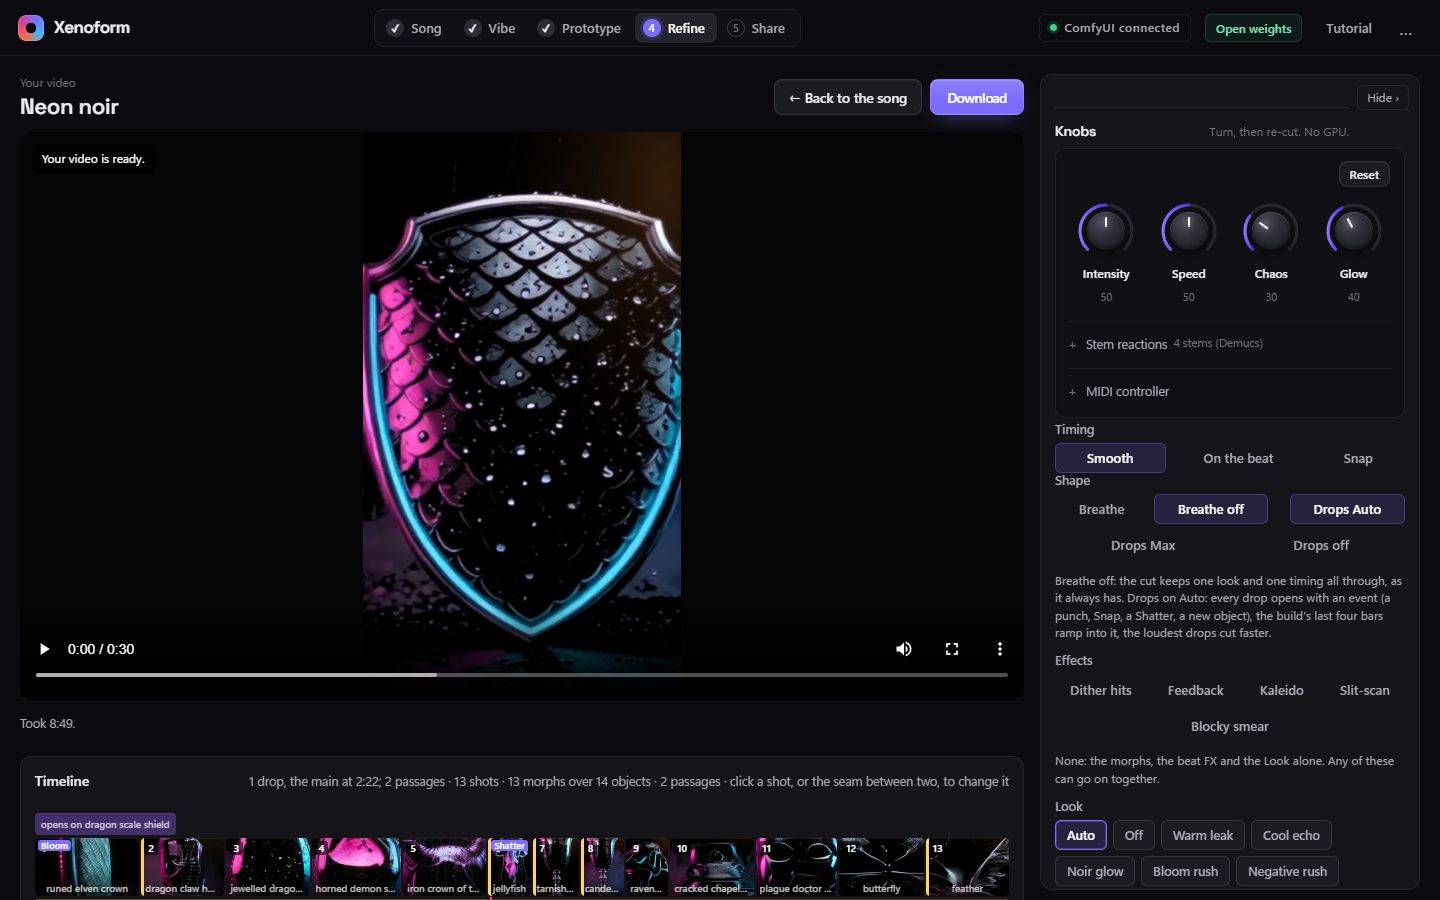 Xenoform
Song
Vibe
Prototype
4 Refine
5 Share
ComfyUI connected
Open weights
Tutorial
...
Your video
Neon noir
← Back to the song
Download
Your video is ready.
0:00 / 0:30
Took 8:49.
Timeline
1 drop, the main at 2:22; 2 passages · 13 shots · 13 morphs over 14 objects · 2 passages · click a shot, or the seam between two, to change it
opens on dragon scale shield
Bloom
runed elven crown
2
dragon claw h...
3
jewelled drago...
4
horned demon s...
5
iron crown of t...
Shatter
jellyfish
7
tarnish...
8
cande...
9
raven...
10
cracked chapel...
11
plague doctor ...
12
butterfly
13
feather
Hide ›
Knobs
Turn, then re-cut. No GPU.
Reset
Intensity
Speed
Chaos
Glow
50
50
30
40
+ Stem reactions 4 stems (Demucs)
+ MIDI controller
Timing
Smooth
On the beat
Snap
Shape
Breathe
Breathe off
Drops Auto
Drops Max
Drops off
Breathe off: the cut keeps one look and one timing all through, as
it always has. Drops on Auto: every drop opens with an event (a
punch, Snap, a Shatter, a new object), the build's last four bars
ramp into it, the loudest drops cut faster.
Effects
Dither hits
Feedback
Kaleido
Slit-scan
Blocky smear
None: the morphs, the beat FX and the Look alone. Any of these
can go on together.
Look
Auto
Off
Warm leak
Cool echo
Noir glow
Bloom rush
Negative rush